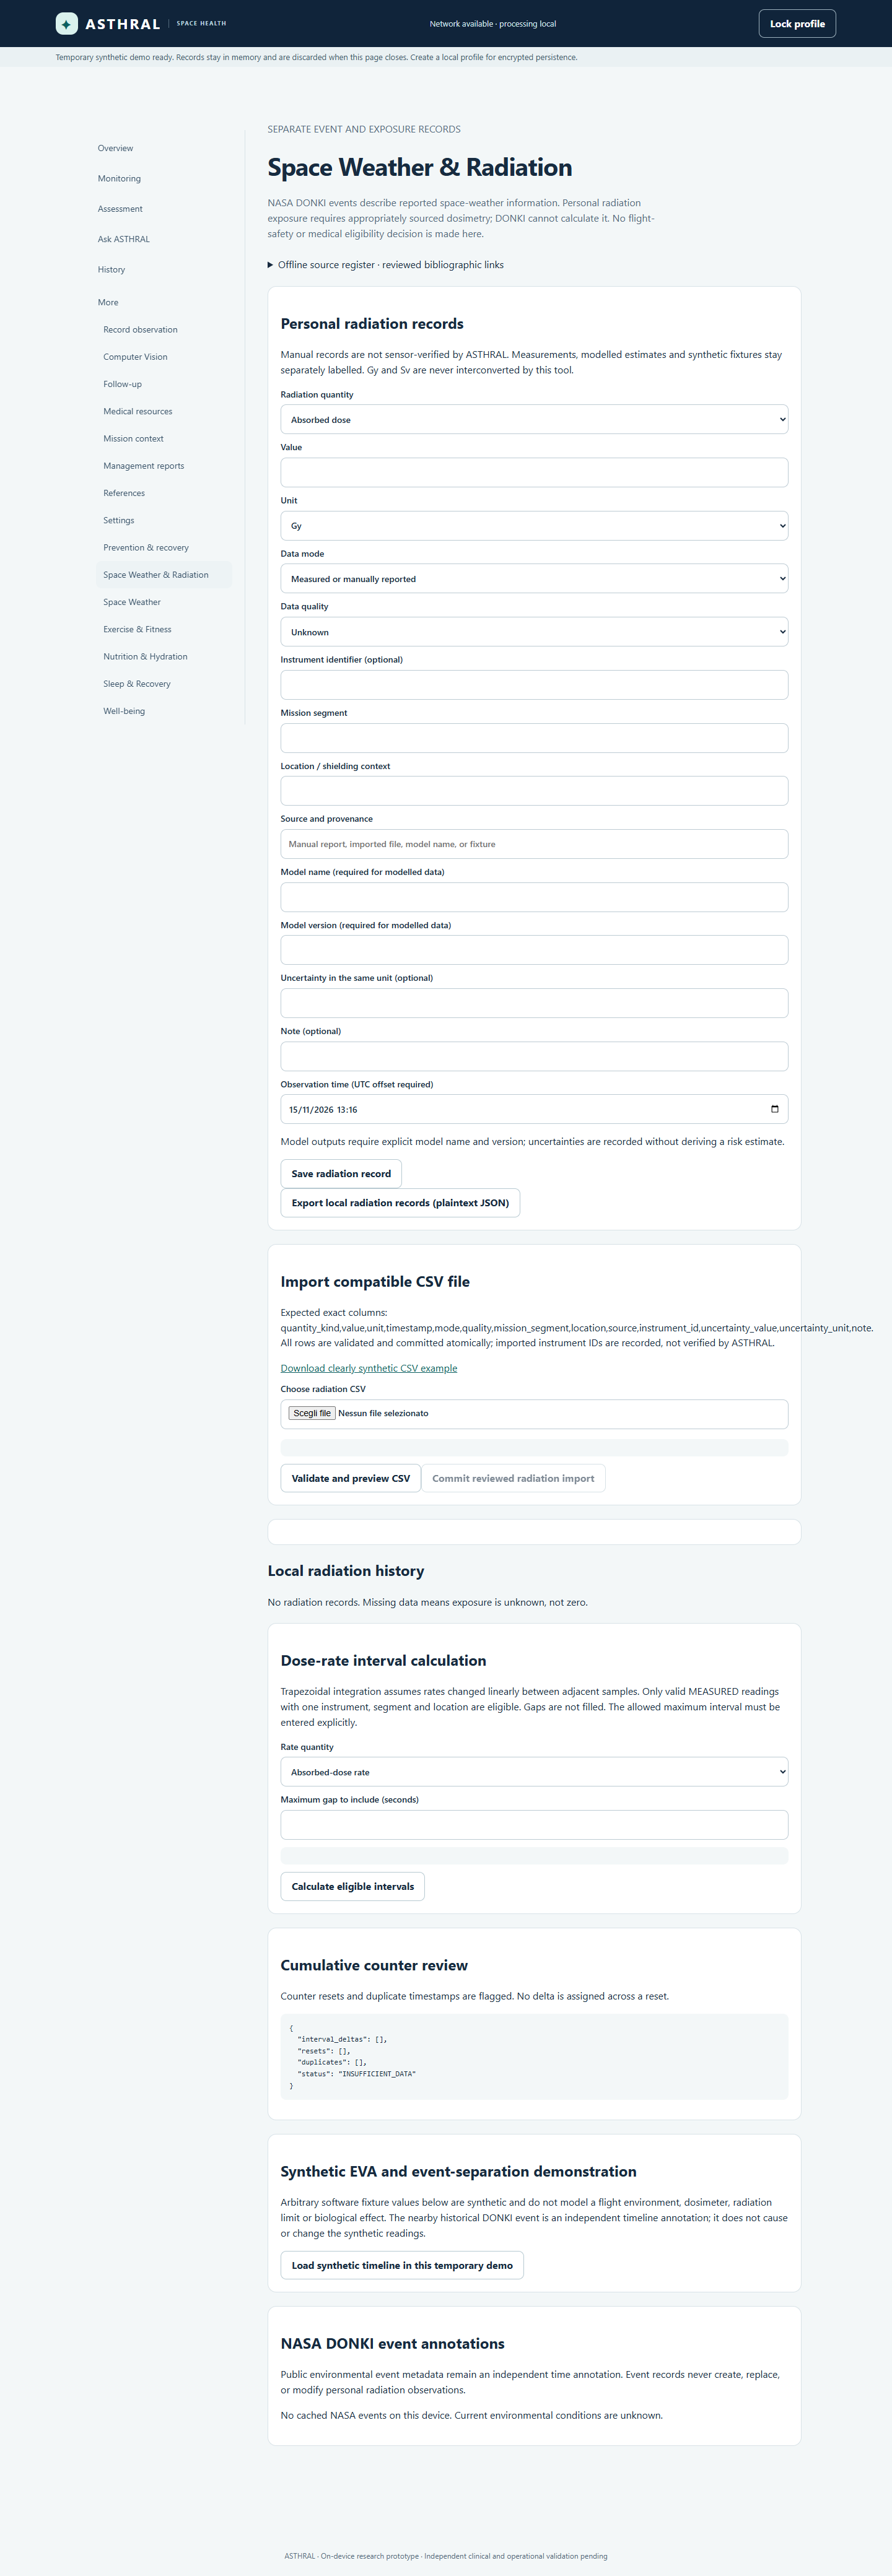 ASTHRAL
SPACE HEALTH
Network available · processing local
Lock profile
Temporary synthetic demo ready. Records stay in memory and are discarded when this page closes. Create a local profile for encrypted persistence.
Overview
Monitoring
Assessment
Ask ASTHRAL
History
More
Record observation
Computer Vision
Follow-up
Medical resources
Mission context
Management reports
References
Settings
Prevention & recovery
Space Weather & Radiation
Space Weather
Exercise & Fitness
Nutrition & Hydration
Sleep & Recovery
Well-being
SEPARATE EVENT AND EXPOSURE RECORDS
Space Weather & Radiation
NASA DONKI events describe reported space-weather information. Personal radiation
exposure requires appropriately sourced dosimetry; DONKI cannot calculate it. No flight-
safety or medical eligibility decision is made here.
Offline source register · reviewed bibliographic links
Personal radiation records
Manual records are not sensor-verified by ASTHRAL. Measurements, modelled estimates and synthetic fixtures stay
separately labelled. Gy and Sv are never interconverted by this tool.
Radiation quantity
Absorbed dose
Value
Unit
Gy
Data mode
Measured or manually reported
Data quality
Unknown
Instrument identifier (optional)
Mission segment
Location / shielding context
Source and provenance
Manual report, imported file, model name, or fixture
Model name (required for modelled data)
Model version (required for modelled data)
Uncertainty in the same unit (optional)
Note (optional)
Observation time (UTC offset required)
15/11/2026 13:16
Model outputs require explicit model name and version; uncertainties are recorded without deriving a risk estimate.
Save radiation record
Export local radiation records (plaintext JSON)
Import compatible CSV file
Expected exact columns:
quantity_kind,value,unit,timestamp,mode,quality,mission_segment,location,source,instrument_id,uncertainty_value,uncertainty_unit,note.
All rows are validated and committed atomically; imported instrument IDs are recorded, not verified by ASTHRAL.
Download clearly synthetic CSV example
Choose radiation CSV
Scegli file Nessun file selezionato
Validate and preview CSV
Commit reviewed radiation import
Local radiation history
No radiation records. Missing data means exposure is unknown, not zero.
Dose-rate interval calculation
Trapezoidal integration assumes rates changed linearly between adjacent samples. Only valid MEASURED readings
with one instrument, segment and location are eligible. Gaps are not filled. The allowed maximum interval must be
entered explicitly.
Rate quantity
Absorbed-dose rate
Maximum gap to include (seconds)
Calculate eligible intervals
Cumulative counter review
Counter resets and duplicate timestamps are flagged. No delta is assigned across a reset.
{
"interval_deltas": [],
"resets": [],
"duplicates": [],
"status": "INSUFFICIENT_DATA"
}
Synthetic EVA and event-separation demonstration
Arbitrary software fixture values below are synthetic and do not model a flight environment, dosimeter, radiation
limit or biological effect. The nearby historical DONKI event is an independent timeline annotation; it does not cause
or change the synthetic readings.
Load synthetic timeline in this temporary demo
NASA DONKI event annotations
Public environmental event metadata remain an independent time annotation. Event records never create, replace,
or modify personal radiation observations.
No cached NASA events on this device. Current environmental conditions are unknown.
ASTHRAL · On-device research prototype · Independent clinical and operational validation pending